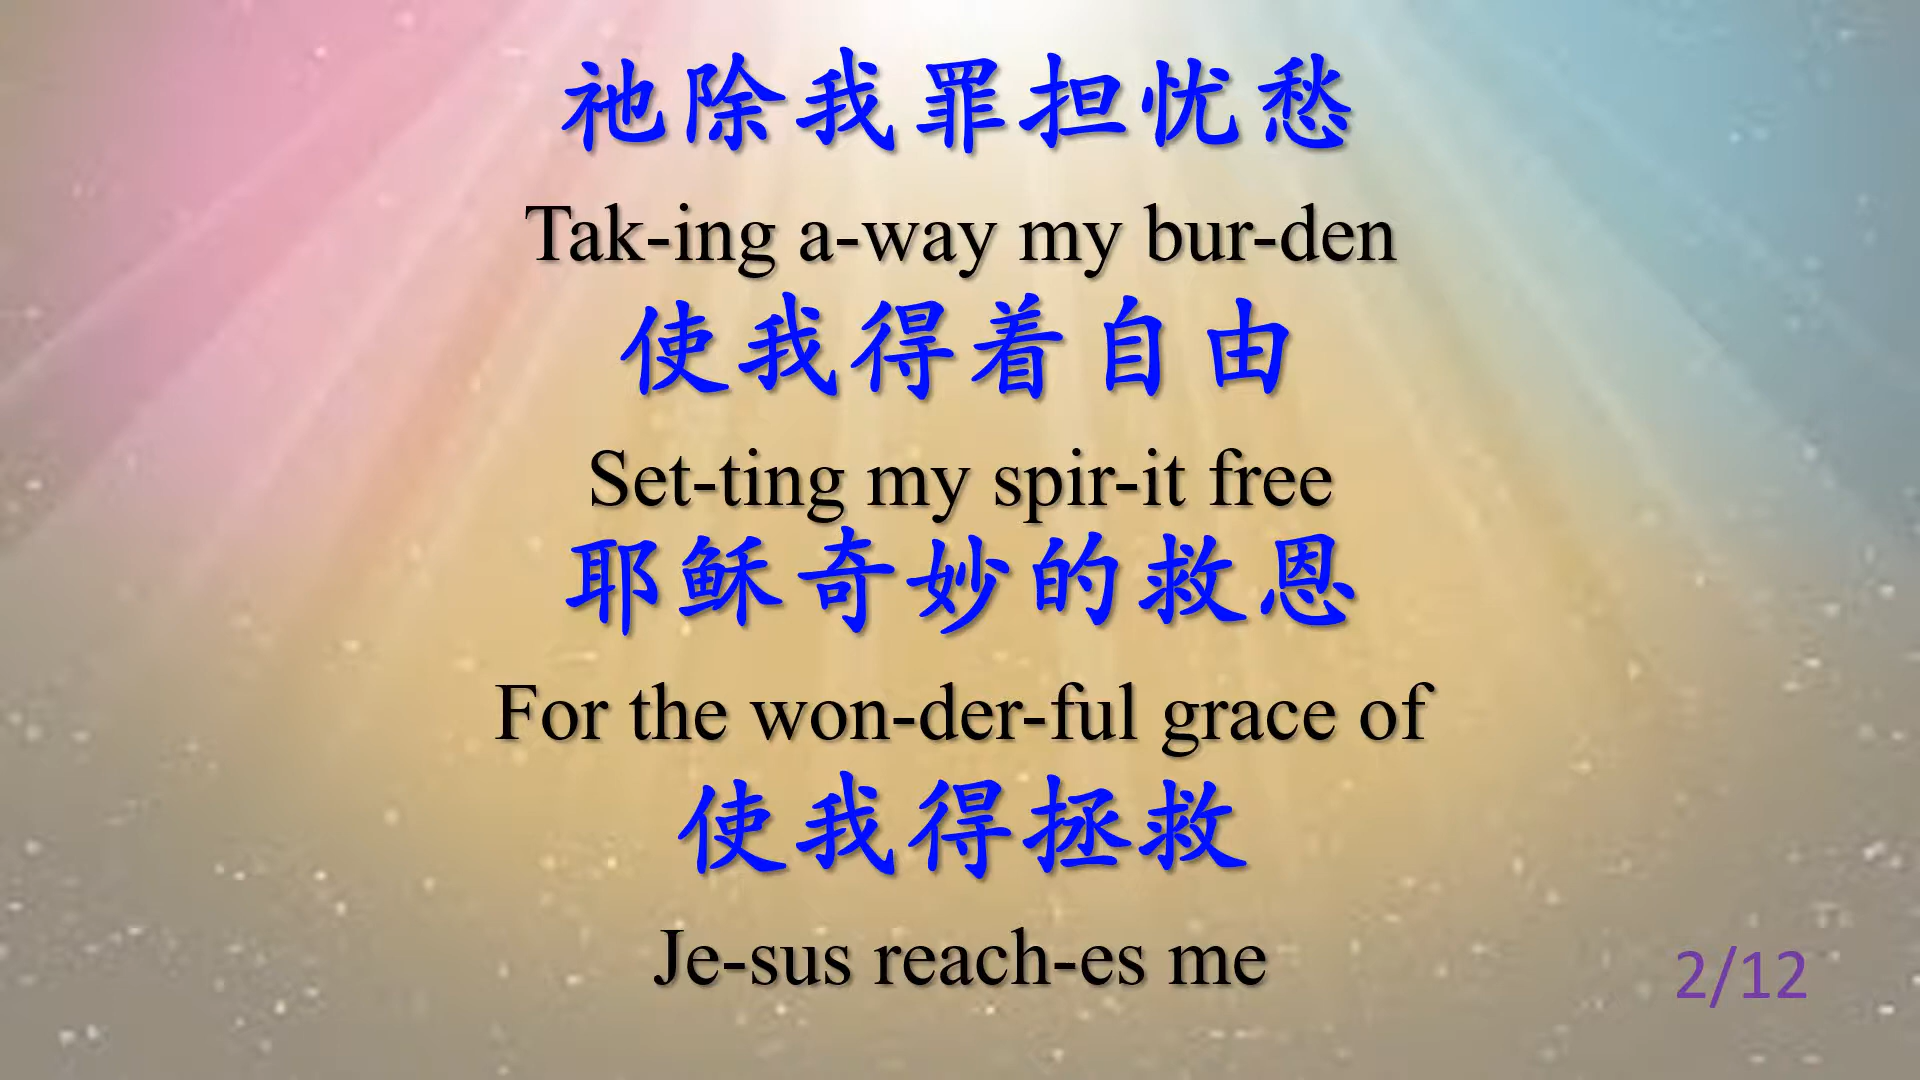 祂除我罪担忧愁
Tak-ing a-way my bur-den
使我得着自由
Set-ting my spir-it free
耶稣奇妙的救恩
For the won-der-ful grace of
使我得拯救
Je-sus reach-es me
2/12